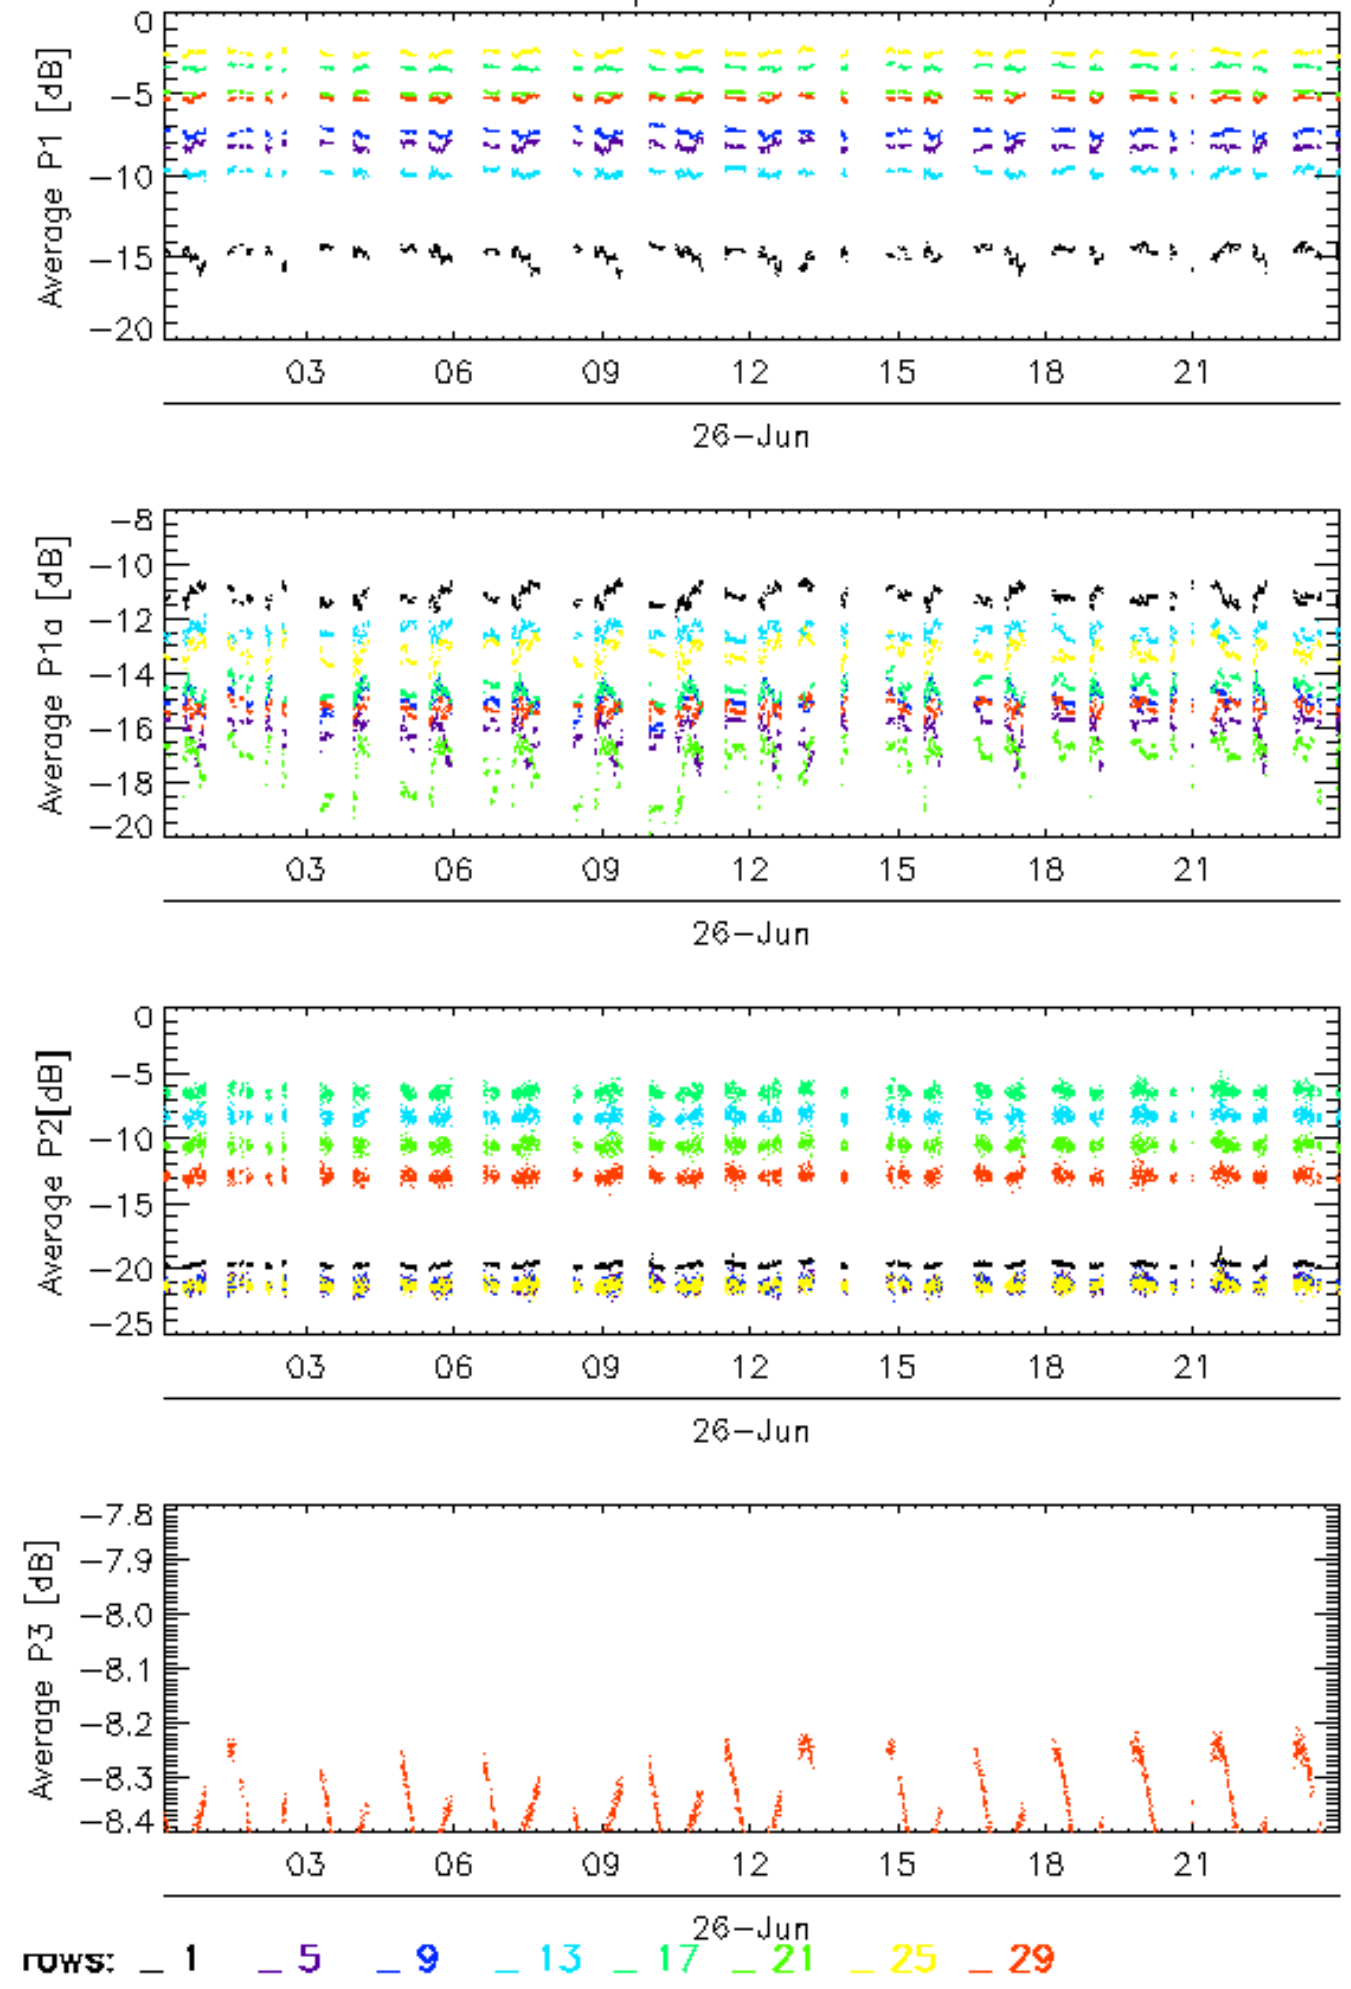 0
−5
−10
−15
−20
Average P1 [dB]
03 06 09 12 15 18 21
26−Jun
−8
−10
−12
−14
−16
−18
−20
Average P1a [dB]
03 06 09 12 15 18 21
26−Jun
0
−5
−10
−15
−20
−25
Average P2[dB]
03 06 09 12 15 18 21
26−Jun
−7.8
−7.9
−8.0
−8.1
−8.2
−8.3
−8.4
Average P3 [dB]
03 06 09 12 15 18 21
26−Jun
rows: _ 1 _ 5 _ 9 _ 13 _ 17 _ 21 _ 25 _ 29